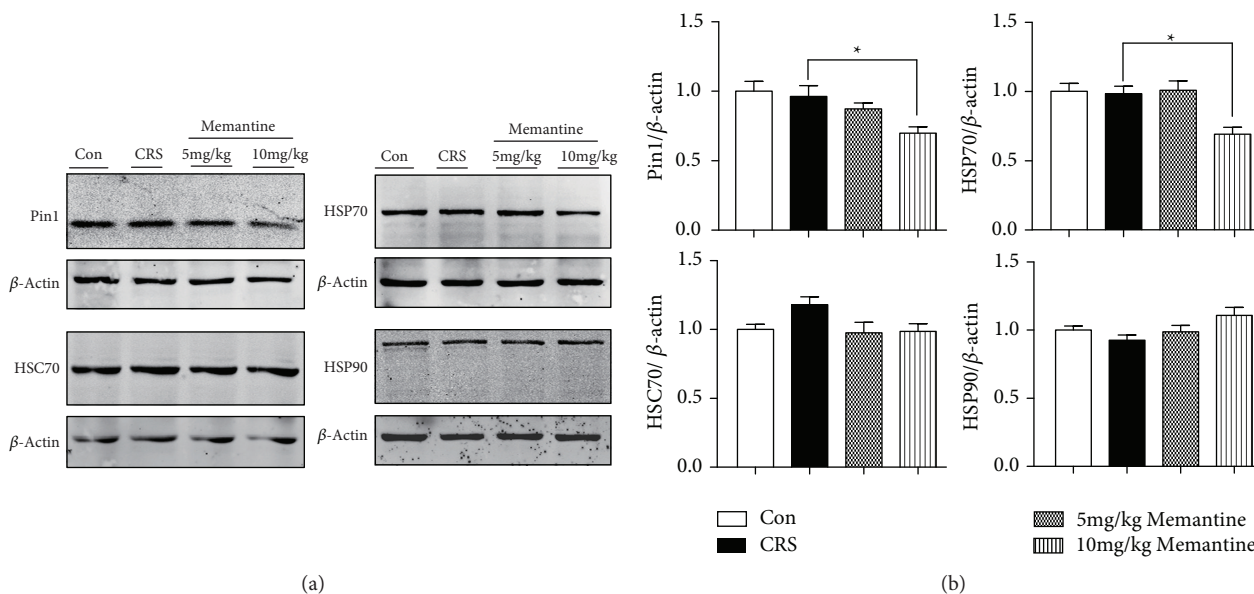 Memantine
Con CRS 5mg/kg 10mg/kg
Pin1
β-Actin
HSC70
β-Actin
Memantine
Con CRS 5mg/kg 10mg/kg
HSP70
β-Actin
HSP90
β-Actin
(a)
Pin1/β-actin
1.5
1.0
0.5
0.0
*
HSP70/β-actin
1.5
1.0
0.5
0.0
*
HSC70/ β-actin
1.5
1.0
0.5
0.0
HSP90/β-actin
1.5
1.0
0.5
0.0
Con
CRS
5mg/kg Memantine
10mg/kg Memantine
(b)